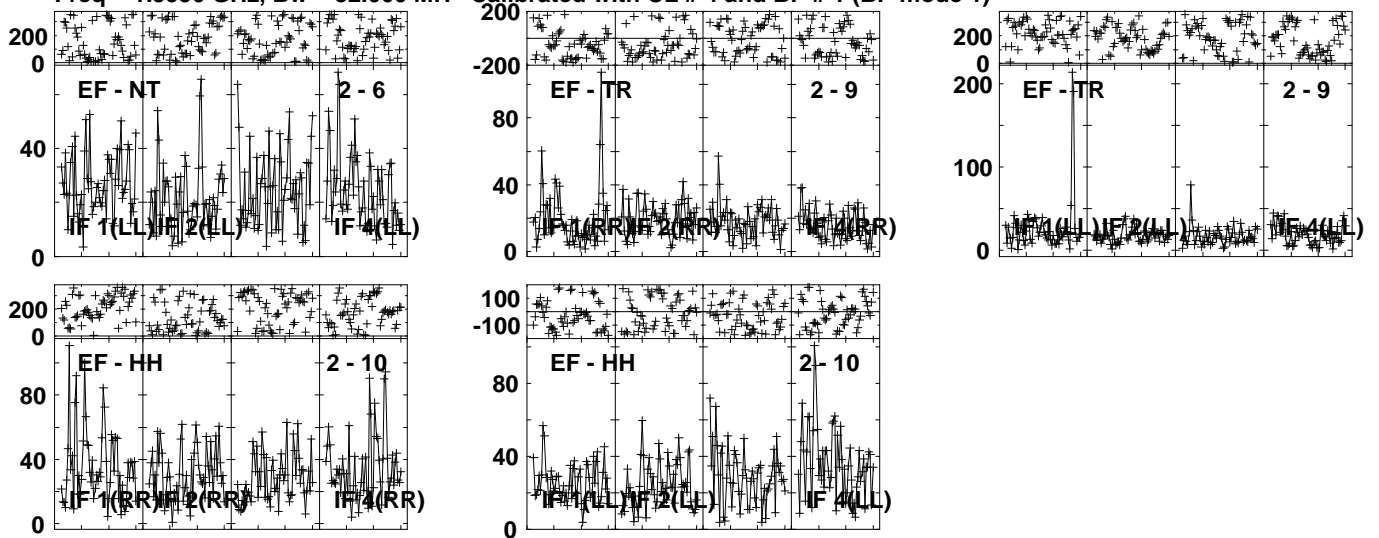 200
0
EF - NT
2 - 6
40
0
IF 1(LL) IF 2(LL) IF 4(LL)
200
-200
EF - TR
2 - 9
80
40
0
IF 1(RR) IF 2(RR) IF 4(RR)
200
0
200
EF - TR
2 - 9
100
0
IF 1(LL) IF 2(LL) IF 4(LL)
200
0
EF - HH
2 - 10
80
40
0
IF 1(RR) IF 2(RR) IF 4(RR)
100
-100
EF - HH
2 - 10
80
40
0
IF 1(LL) IF 2(LL) IF 4(LL)